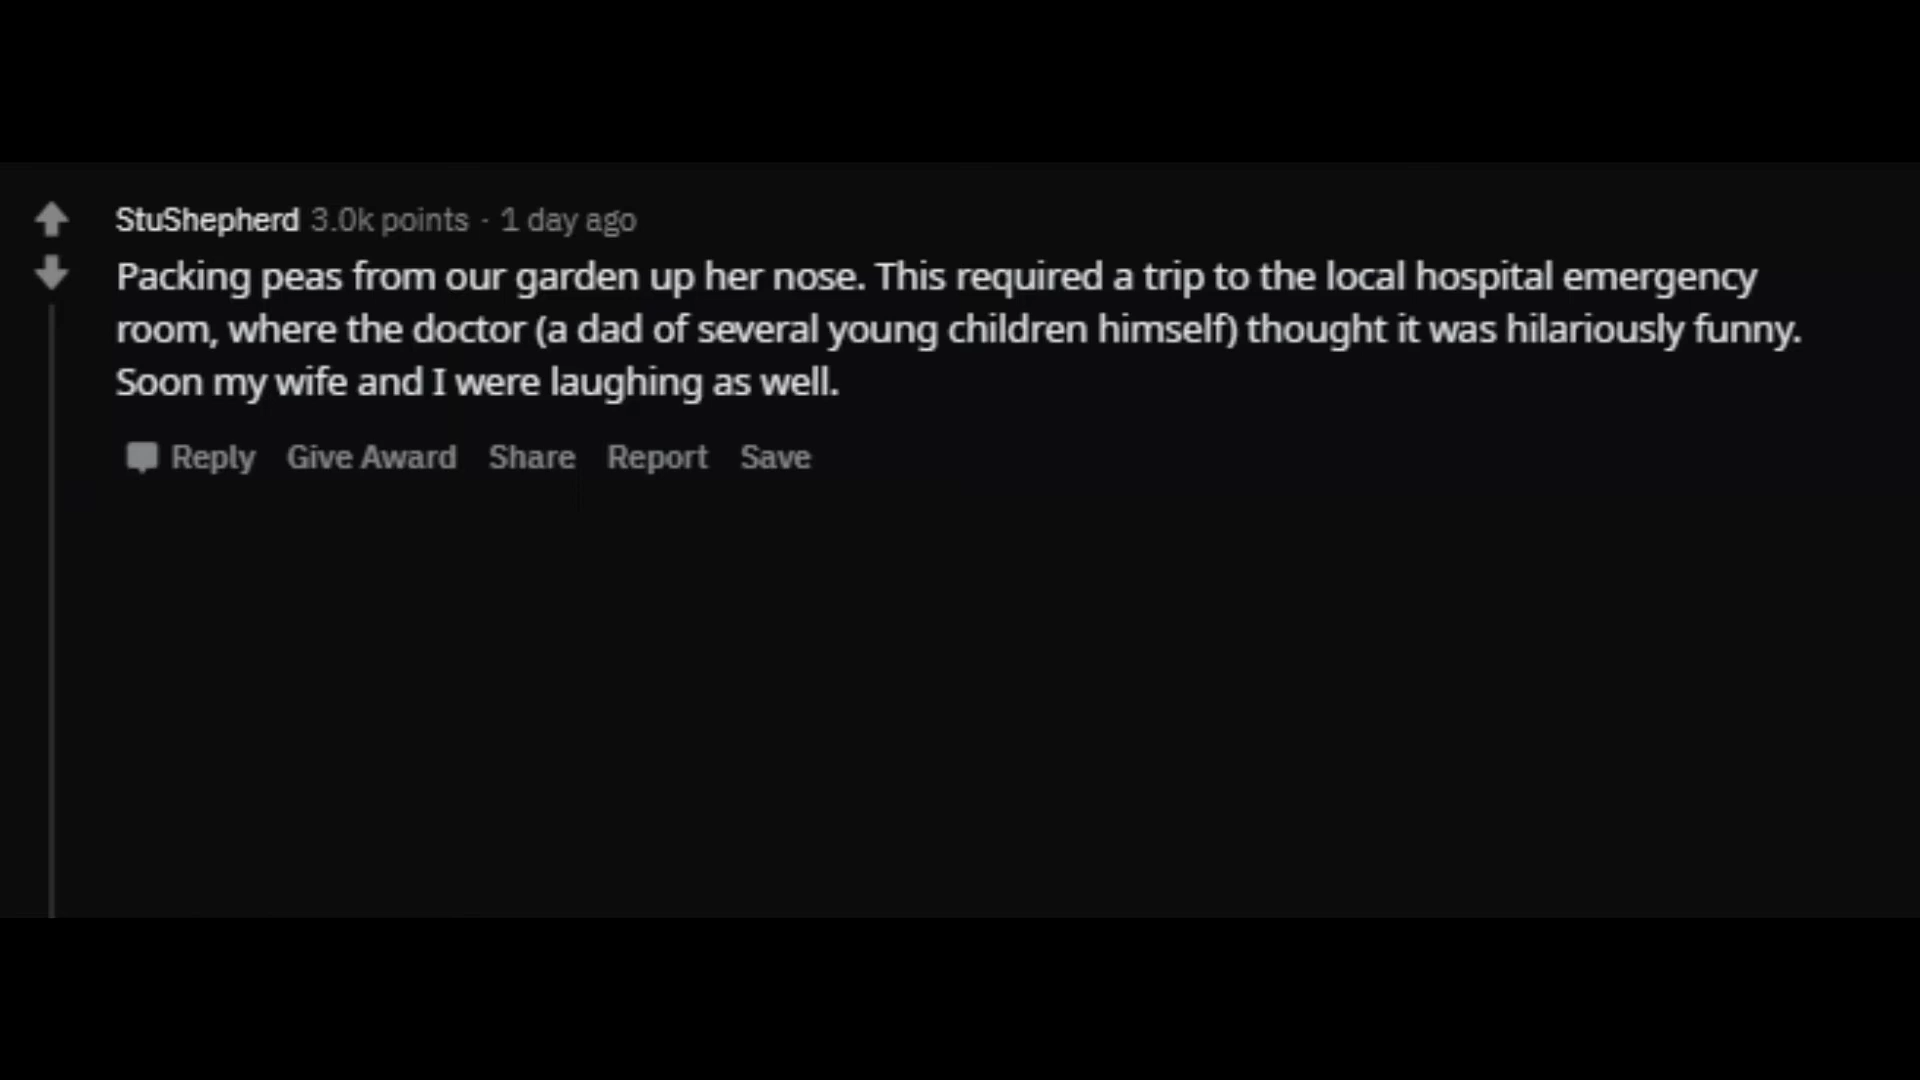 StuShepherd 3.0k points · 1 day ago
Packing peas from our garden up her nose. This required a trip to the local hospital emergency
room, where the doctor (a dad of several young children himself) thought it was hilariously funny.
Soon my wife and I were laughing as well.
Reply Give Award Share Report Save